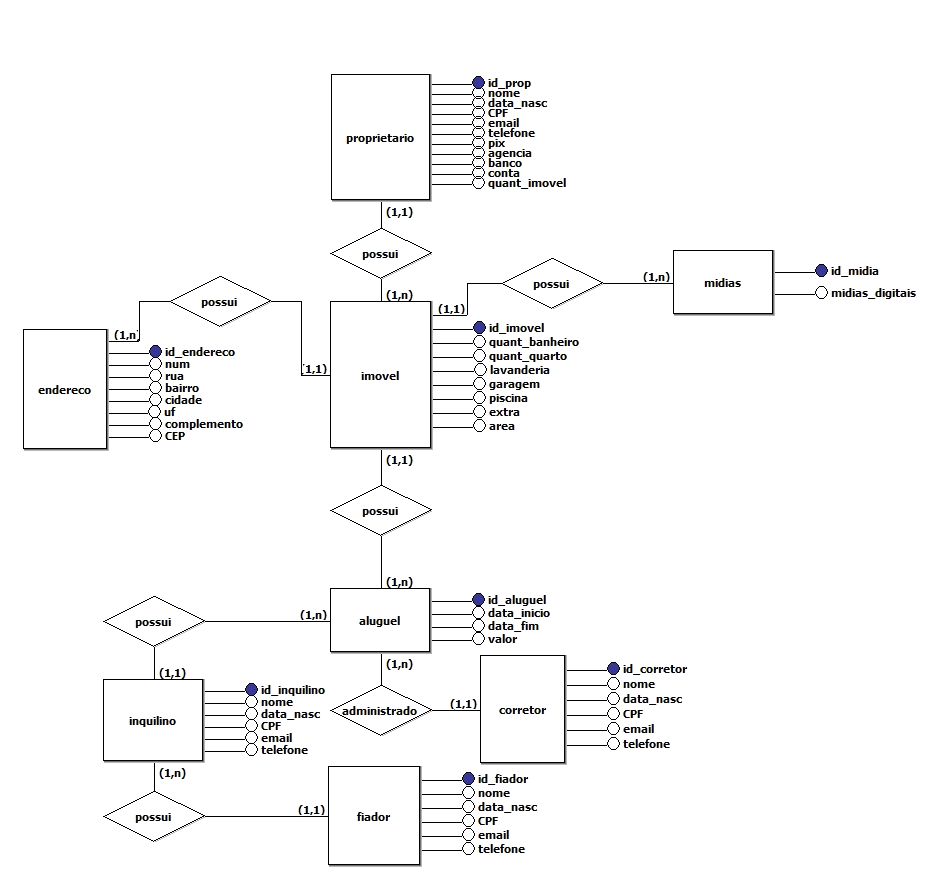 proprietario
id_prop
nome
data_nasc
CPF
email
telefone
pix
agencia
banco
conta
quant_imovel
(1,1)
possui
(1,n)
possui
(1,n)
(1,1)
endereco
id_endereco
num
rua
bairro
cidade
uf
complemento
CEP
possui
(1,1)
(1,n)
midias
id_midia
midias_digitais
imovel
id_imovel
quant_banheiro
quant_quarto
lavanderia
garagem
piscina
extra
area
(1,1)
possui
(1,n)
aluguel
id_aluguel
data_inicio
data_fim
valor
possui
(1,n)
(1,1)
(1,n)
administrado
(1,1)
corretor
id_corretor
nome
data_nasc
CPF
email
telefone
inquilino
id_inquilino
nome
data_nasc
CPF
email
telefone
(1,n)
possui
(1,1)
fiador
id_fiador
nome
data_nasc
CPF
email
telefone